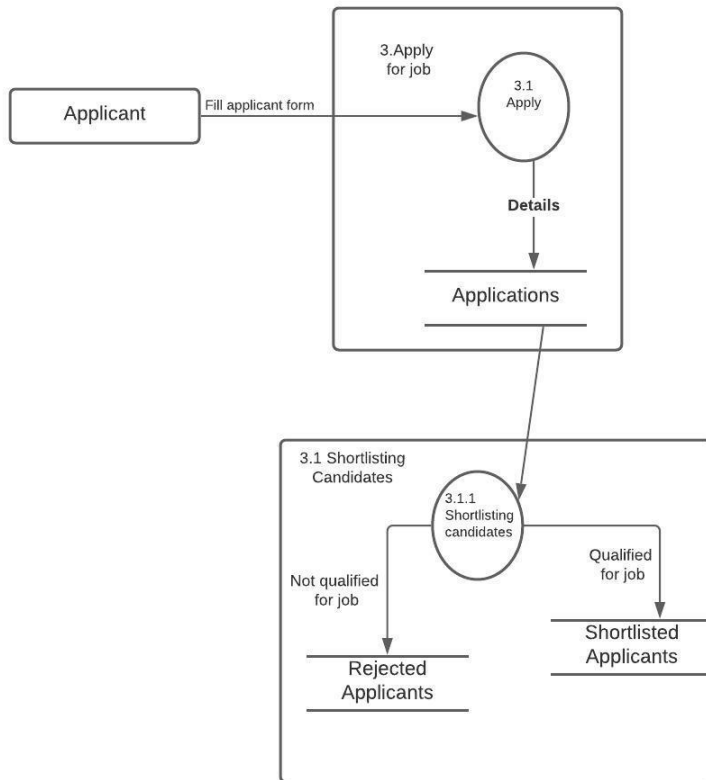 3.Apply
for job
3.1
Apply
Applicant
Fill applicant form
Details
Applications
3.1 Shortlisting
Candidates
3.1.1
Shortlisting
candidates
Not qualified
for job
Qualified
for job
Rejected
Applicants
Shortlisted
Applicants